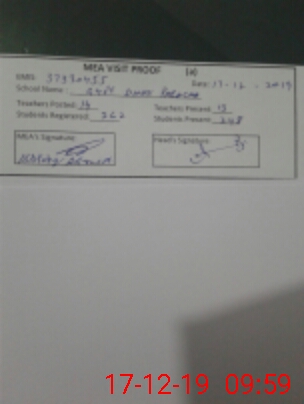 MEA VISIT PROOF (a)
EMIS: 37330455 Date: 17-12-2019
School Name:
Teachers Posted: 14 Teachers Present: 13
Students Registered: 362 Students Present: 248
MEA's Signature: Head's Signature:
17-12-19 09:59